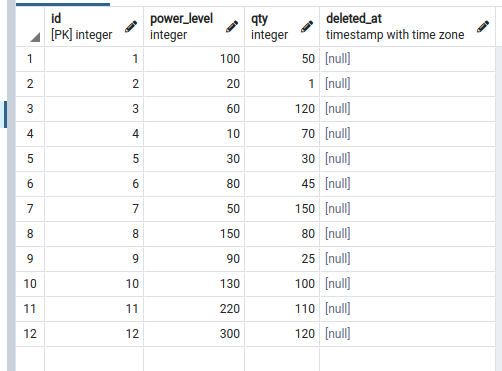 id power_level qty deleted_at
[PK] integer integer integer timestamp with time zone
1 1 100 50 [null]
2 2 20 1 [null]
3 3 60 120 [null]
4 4 10 70 [null]
5 5 30 30 [null]
6 6 80 45 [null]
7 7 50 150 [null]
8 8 150 80 [null]
9 9 90 25 [null]
10 10 130 100 [null]
11 11 220 110 [null]
12 12 300 120 [null]